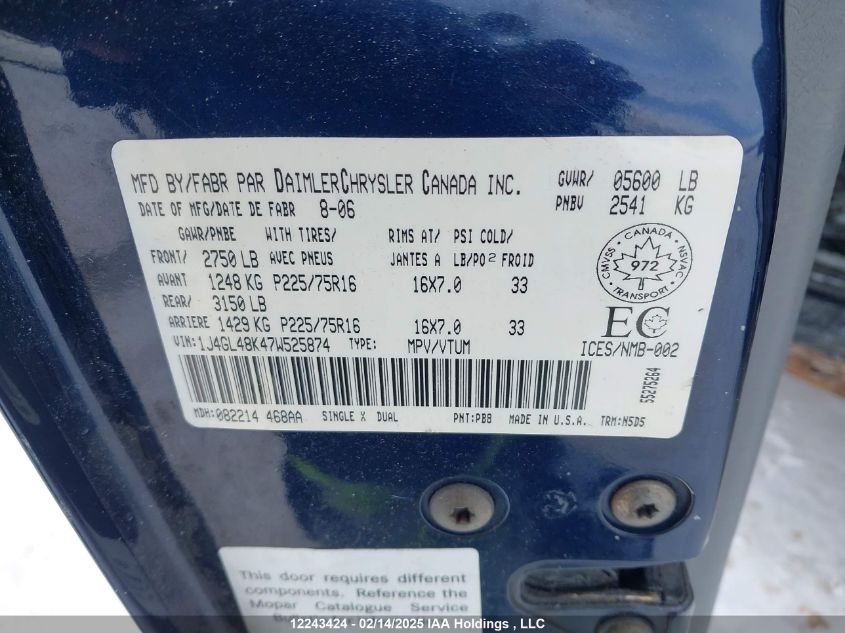 MFD BY/FABR PAR DAIMLERCHRYSLER CANADA INC. GVWR/ 05600 LB
DATE OF MFG/DATE DE FABR 8-06 PNBV 2541 KG
GAWR/PNBE WITH TIRES/ RIMS AT/ PSI COLD/
FRONT/ 2750 LB AVEC PNEUS JANTES A LB/PO² FROID
AVANT 1248 KG P225/75R16 16X7.0 33
REAR/ 3150 LB
ARRIERE 1429 KG P225/75R16 16X7.0 33
CMVSS · CANADA · NSVAC
972
· TRANSPORT ·
EC
VIN:1J4GL48K47W525874 TYPE: MPV/VTUM ICES/NMB-002
55275264
MDH:082214 468AA SINGLE X DUAL PNT:PB8 MADE IN U.S.A. TRM:N5D5
This door requires different
components. Reference the
Mopar Catalogue Service
12243424 - 02/14/2025 IAA Holdings , LLC